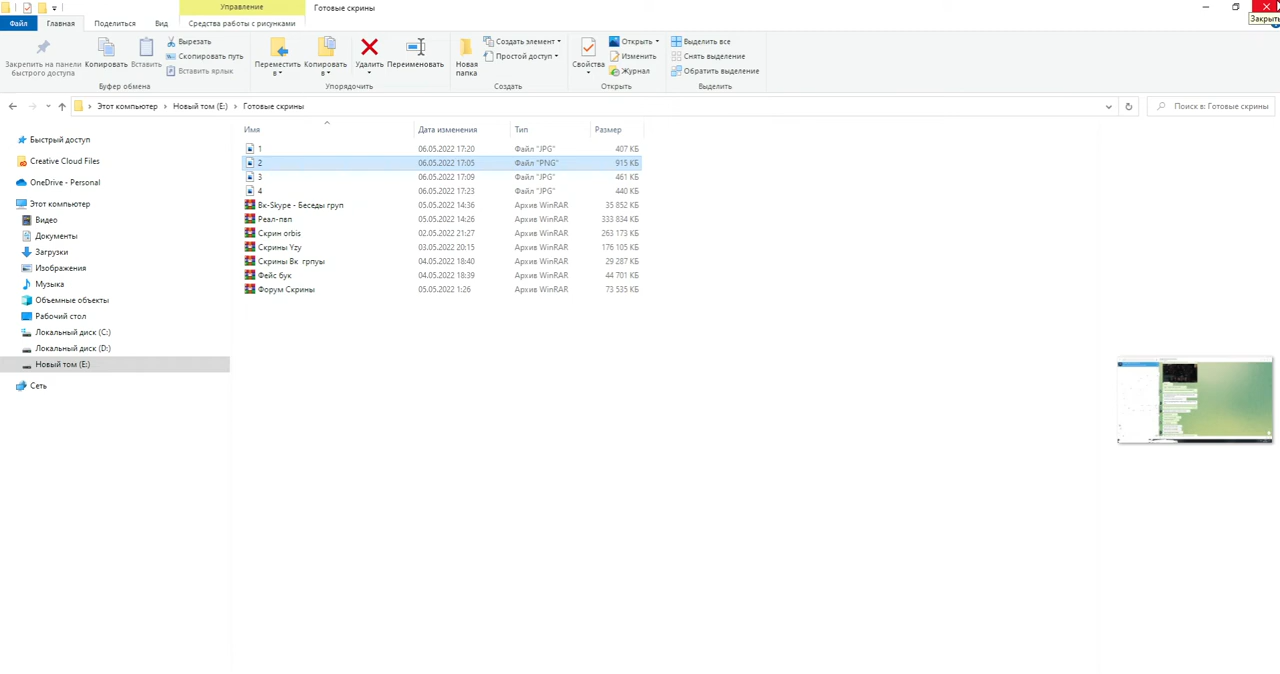 Управление
Готовые скрины
Закрыть
Файл
Главная
Поделиться
Вид
Средства работы с рисунками
Закрепить на панели быстрого доступа
Копировать
Вставить
Вырезать
Скопировать путь
Вставить ярлык
Буфер обмена
Переместить в
Копировать в
Удалить
Переименовать
Упорядочить
Новая папка
Создать элемент
Простой доступ
Создать
Свойства
Открыть
Изменить
Журнал
Открыть
Выделить все
Снять выделение
Обратить выделение
Выделить
Этот компьютер > Новый том (E:) > Готовые скрины
Поиск в: Готовые скрины
Быстрый доступ
Creative Cloud Files
OneDrive - Personal
Этот компьютер
Видео
Документы
Загрузки
Изображения
Музыка
Объемные объекты
Рабочий стол
Локальный диск (C:)
Локальный диск (D:)
Новый том (E:)
Сеть
Имя Дата изменения Тип Размер
1 06.05.2022 17:20 Файл "JPG" 407 КБ
2 06.05.2022 17:05 Файл "PNG" 915 КБ
3 06.05.2022 17:09 Файл "JPG" 461 КБ
4 06.05.2022 17:23 Файл "JPG" 440 КБ
Вк-Skype - Беседы груп 05.05.2022 14:36 Архив WinRAR 35 852 КБ
Реал-пвп 05.05.2022 14:26 Архив WinRAR 333 834 КБ
Скрин orbis 02.05.2022 21:27 Архив WinRAR 263 173 КБ
Скрины Yzy 03.05.2022 20:15 Архив WinRAR 176 105 КБ
Скрины Вк грпуы 04.05.2022 18:40 Архив WinRAR 29 287 КБ
Фейс бук 04.05.2022 18:39 Архив WinRAR 44 701 КБ
Форум Скрины 05.05.2022 1:26 Архив WinRAR 73 535 КБ